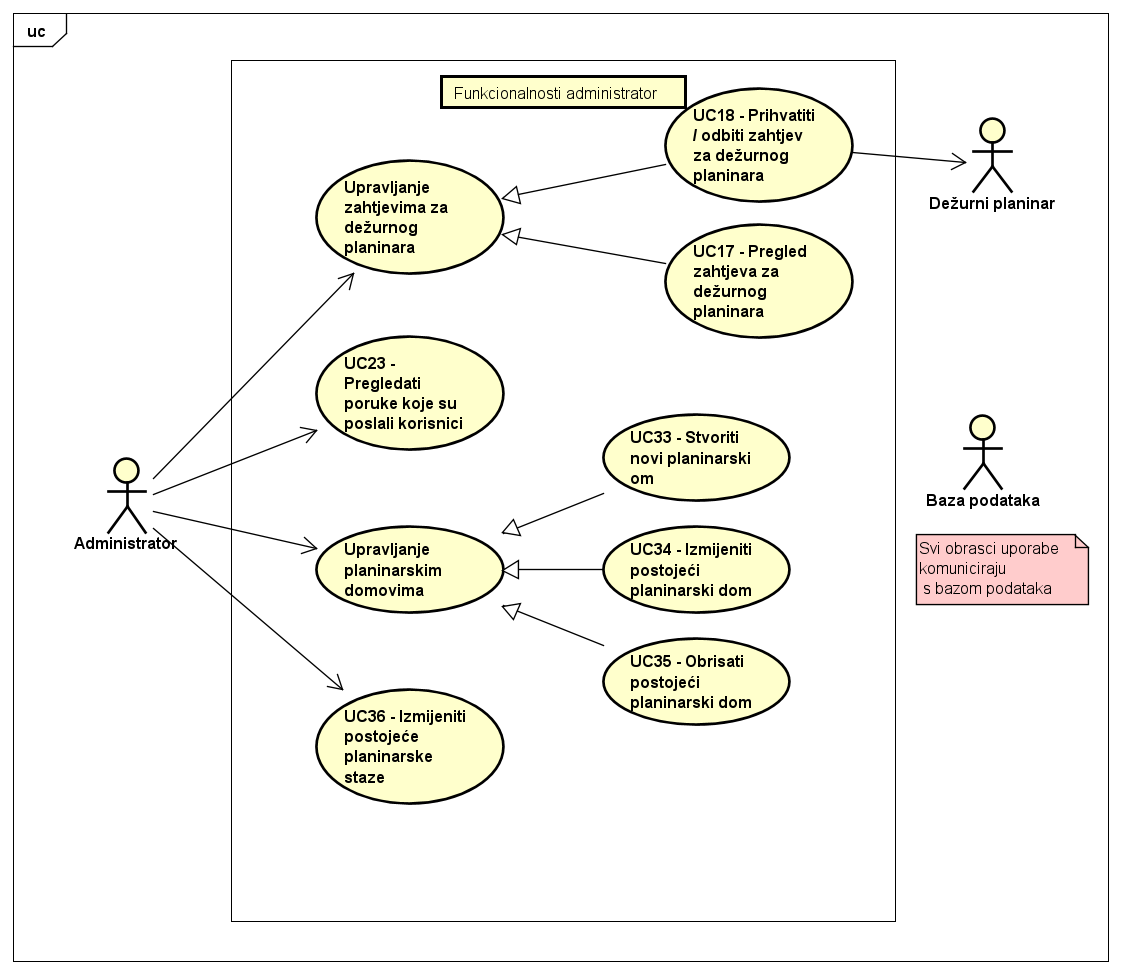 uc
Funkcionalnosti administrator
UC18 - Prihvatiti
/ odbiti zahtjev
za dežurnog
planinara
Dežurni planinar
Upravljanje
zahtjevima za
dežurnog
planinara
UC17 - Pregled
zahtjeva za
dežurnog
planinara
UC23 -
Pregledati
poruke koje su
poslali korisnici
UC33 - Stvoriti
novi planinarski
om
Baza podataka
Administrator
Upravljanje
planinarskim
domovima
UC34 - Izmijeniti
postojeći
planinarski dom
Svi obrasci uporabe
komuniciraju
s bazom podataka
UC35 - Obrisati
postojeći
planinarski dom
UC36 - Izmijeniti
postojeće
planinarske
staze